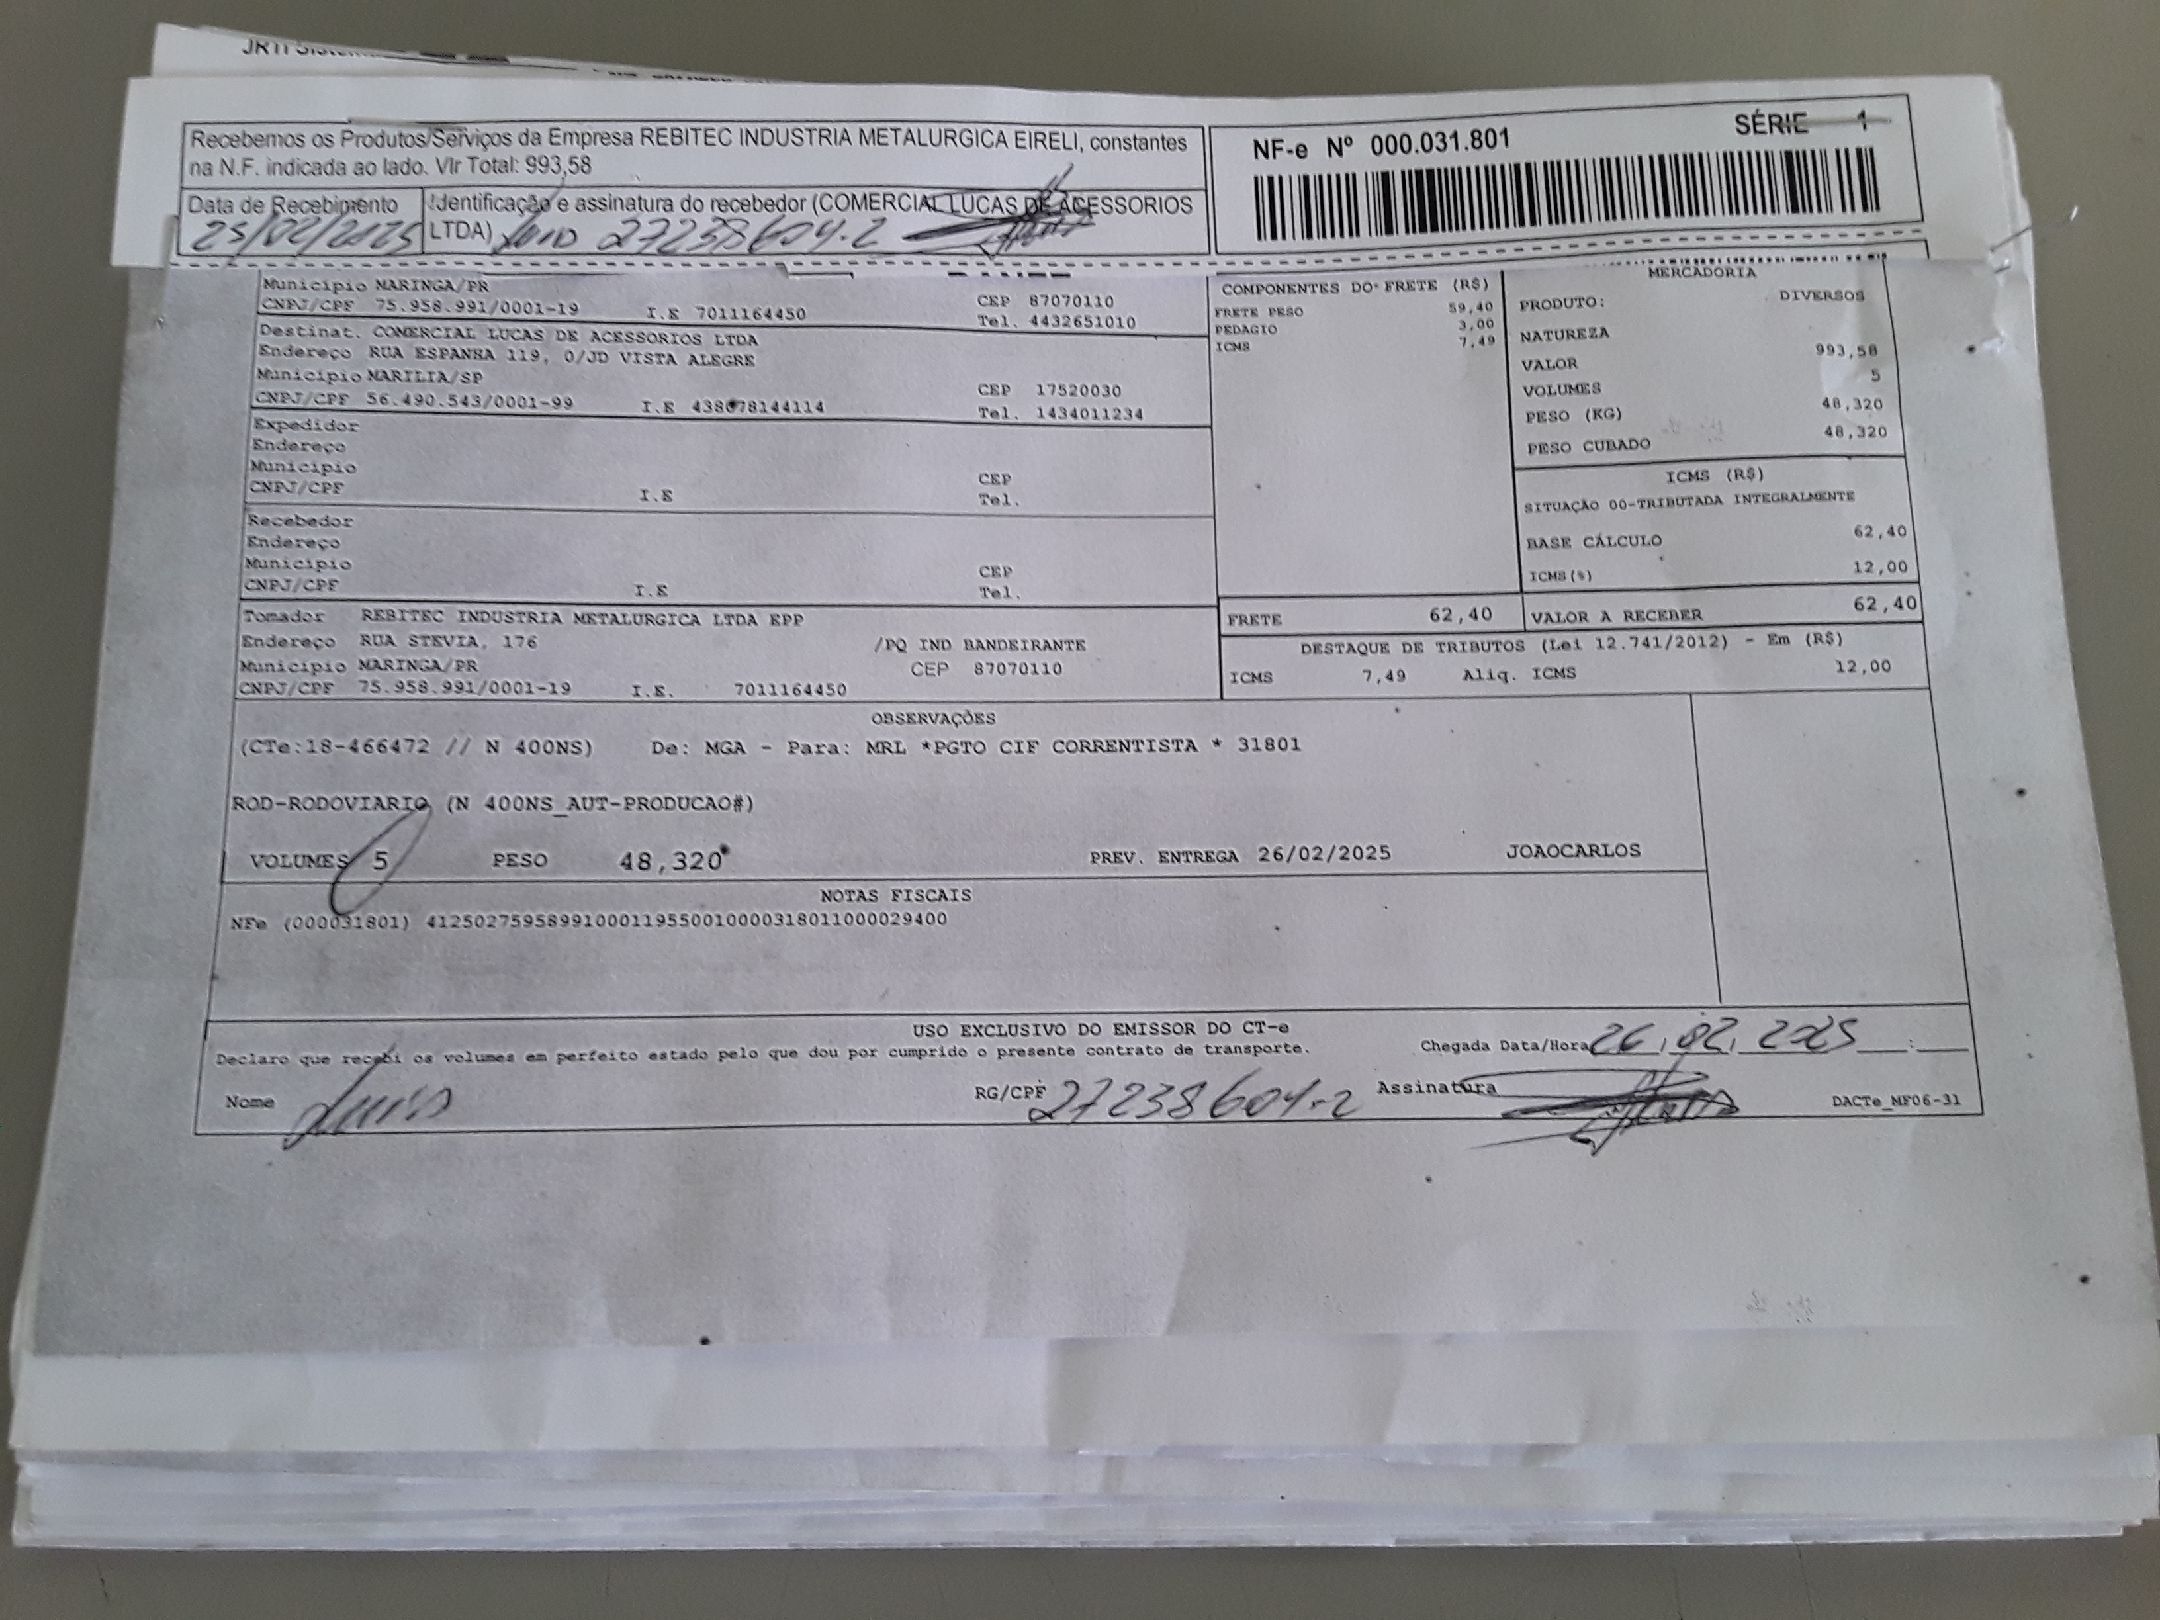 Recebemos os Produtos/Serviços da Empresa REBITEC INDUSTRIA METALURGICA EIRELI, constantes
na N.F. indicada ao lado. Vlr Total: 993,58
Data de Recebimento
25/02/2025
Identificação e assinatura do recebedor (COMERCIAL LUCAS DE ACESSORIOS
LTDA) 27238604-2
NF-e Nº 000.031.801
SÉRIE 1
Municipio MARINGA/PR
CEP 87070110
CNPJ/CPF 75.958.991/0001-19 I.E 7011164450
Tel. 4432651010
Destinat. COMERCIAL LUCAS DE ACESSORIOS LTDA
Endereço RUA ESPANHA 119, 0/JD VISTA ALEGRE
Municipio MARILIA/SP
CEP 17520030
CNPJ/CPF 56.490.543/0001-99 I.E 438078144114
Tel. 1434011234
Expedidor
Endereço
Municipio
CEP
CNPJ/CPF I.E
Tel.
Recebedor
Endereço
Municipio
CEP
CNPJ/CPF I.E
Tel.
Tomador REBITEC INDUSTRIA METALURGICA LTDA EPP
Endereço RUA STEVIA, 176 /PQ IND BANDEIRANTE
Municipio MARINGA/PR CEP 87070110
CNPJ/CPF 75.958.991/0001-19 I.E. 7011164450
COMPONENTES DO FRETE (R$)
FRETE PESO 59,40
PEDAGIO 3,00
ICMS 7,49
MERCADORIA
PRODUTO: DIVERSOS
NATUREZA
VALOR 993,58
VOLUMES 5
PESO (KG) 48,320
PESO CUBADO 48,320
ICMS (R$)
SITUAÇÃO 00-TRIBUTADA INTEGRALMENTE
BASE CÁLCULO 62,40
ICMS(%) 12,00
FRETE 62,40
VALOR A RECEBER 62,40
DESTAQUE DE TRIBUTOS (Lei 12.741/2012) - Em (R$)
ICMS 7,49 Aliq. ICMS 12,00
OBSERVAÇÕES
(CTe:18-466472 // N 400NS) De: MGA - Para: MRL *PGTO CIF CORRENTISTA * 31801
ROD-RODOVIARIO (N 400NS_AUT-PRODUCAO#)
VOLUMES 5 PESO 48,320 PREV. ENTREGA 26/02/2025 JOAOCARLOS
NOTAS FISCAIS
NFe (000031801) 41250275958991000119550010000318011000029400
USO EXCLUSIVO DO EMISSOR DO CT-e
Declaro que recebi os volumes em perfeito estado pelo que dou por cumprido o presente contrato de transporte.
Chegada Data/Hora 26/02/2025 __:__
Nome Luis
RG/CPF 27238604-2
Assinatura
DACTe_MF06-31